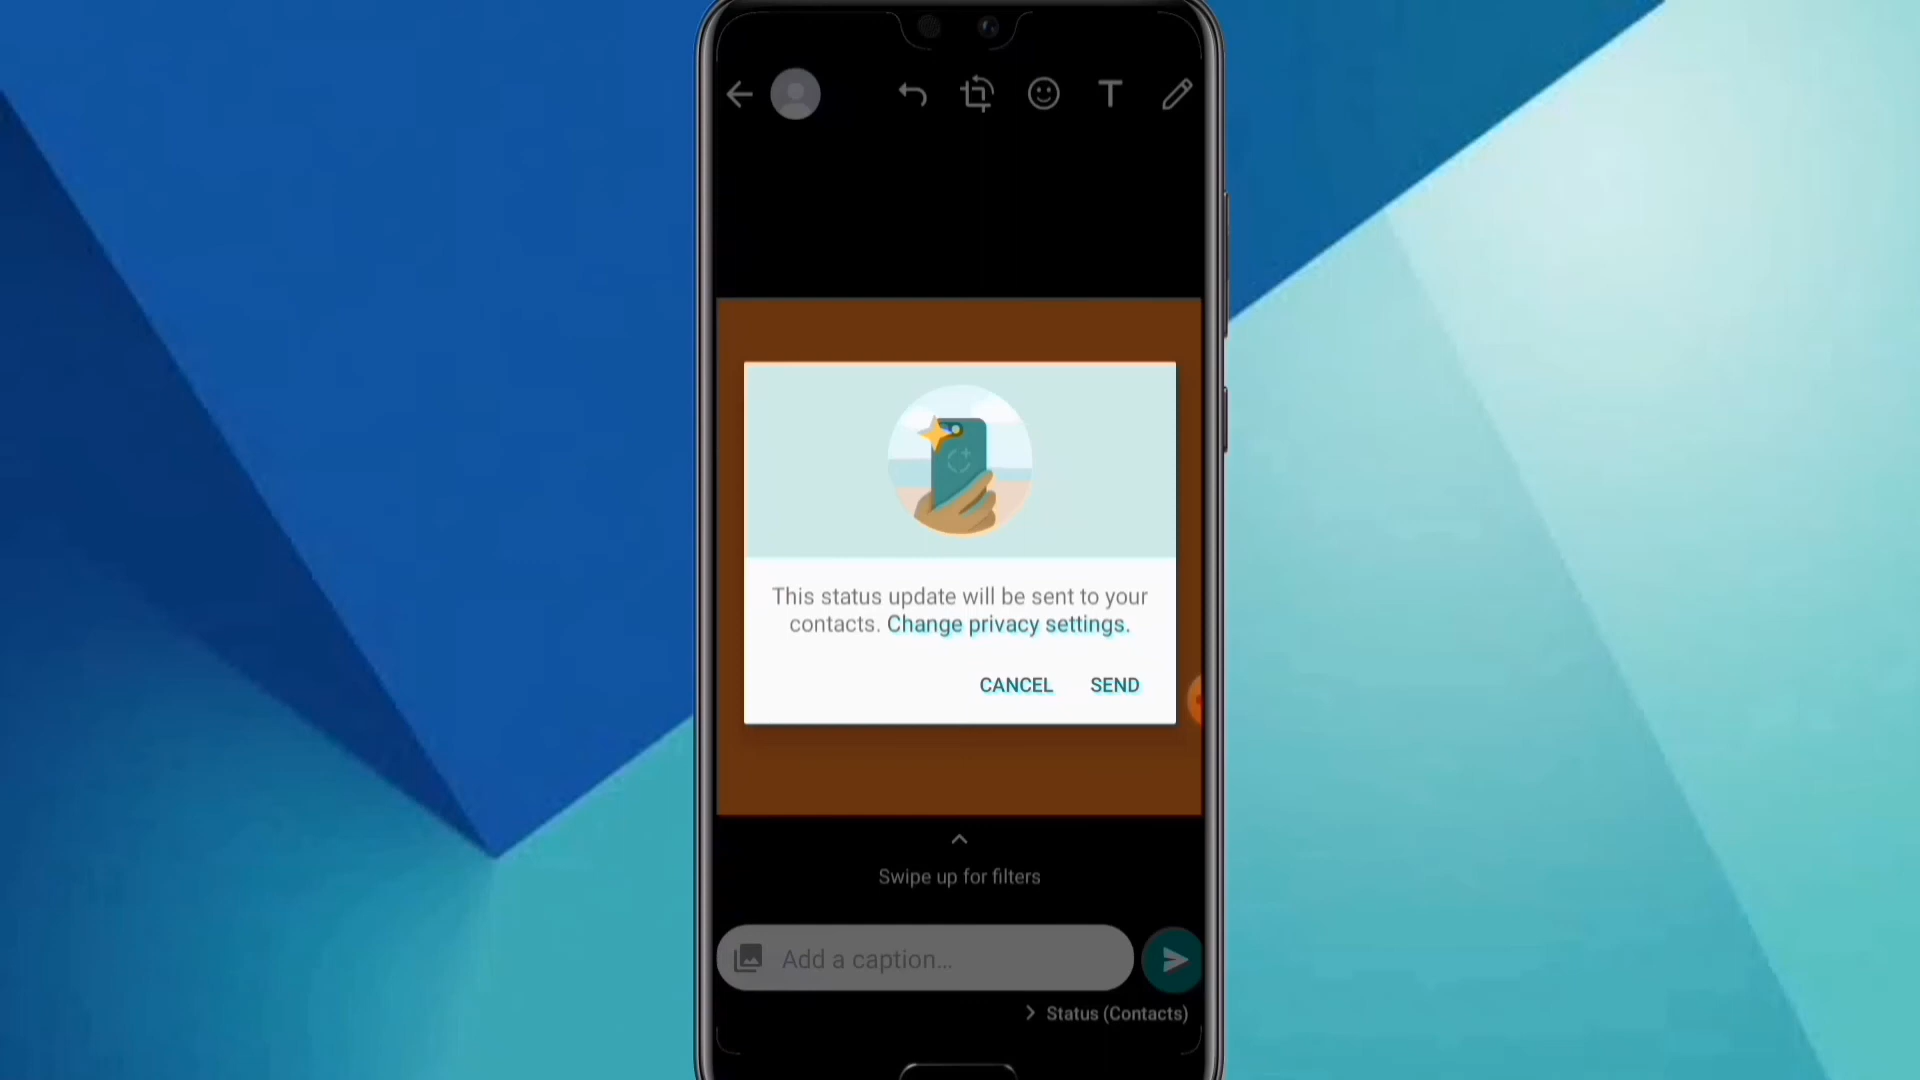 T
This status update will be sent to your
contacts. Change privacy settings.
CANCEL SEND
Swipe up for filters
Add a caption...
Status (Contacts)